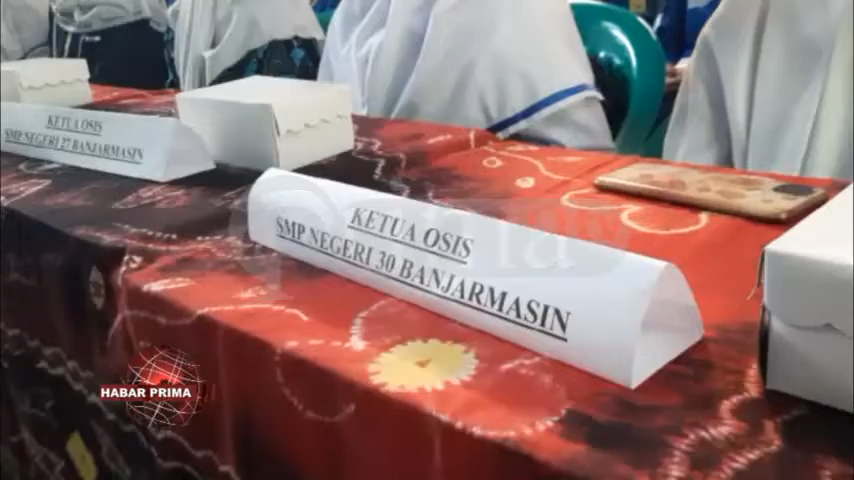 KETUA OSIS
SMP NEGERI 27 BANJARMASIN
KETUA OSIS
SMP NEGERI 30 BANJARMASIN
HABAR PRIMA